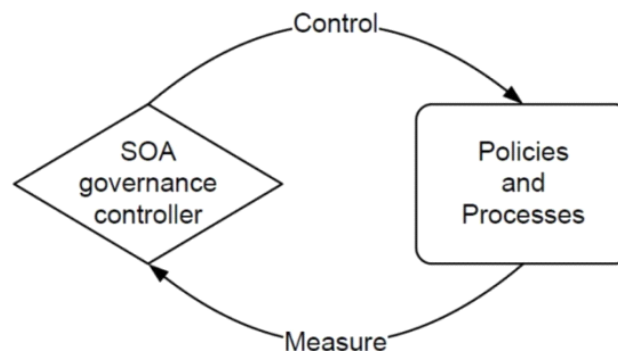 Control
SOA
governance
controller
Policies
and
Processes
Measure